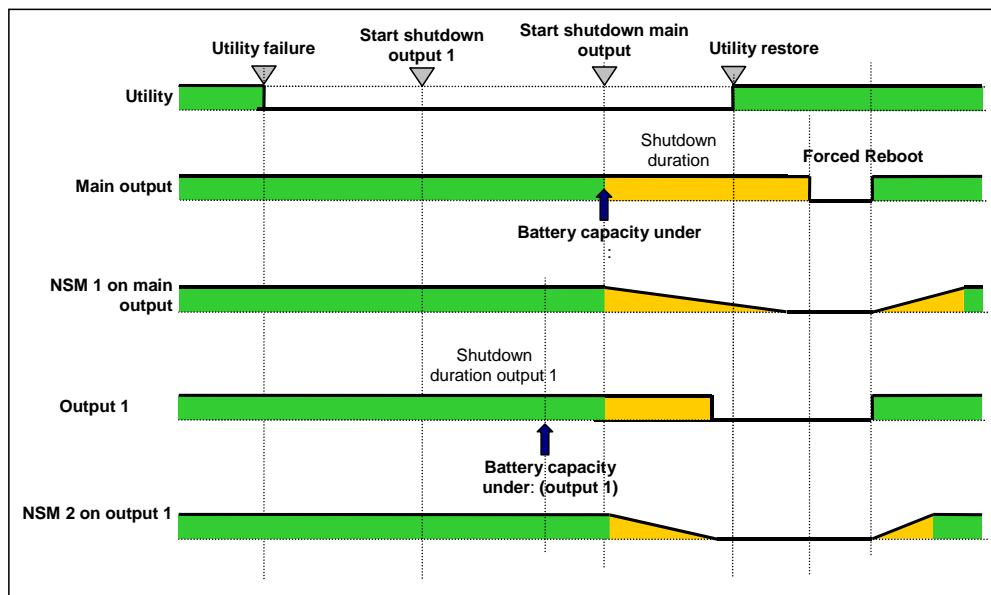 Utility failure
Start shutdown
output 1
Start shutdown main
output
Utility restore
Utility
Shutdown
duration
Forced Reboot
Main output
Battery capacity under
:
NSM 1 on main
output
Shutdown
duration output 1
Output 1
Battery capacity
under: (output 1)
NSM 2 on output 1